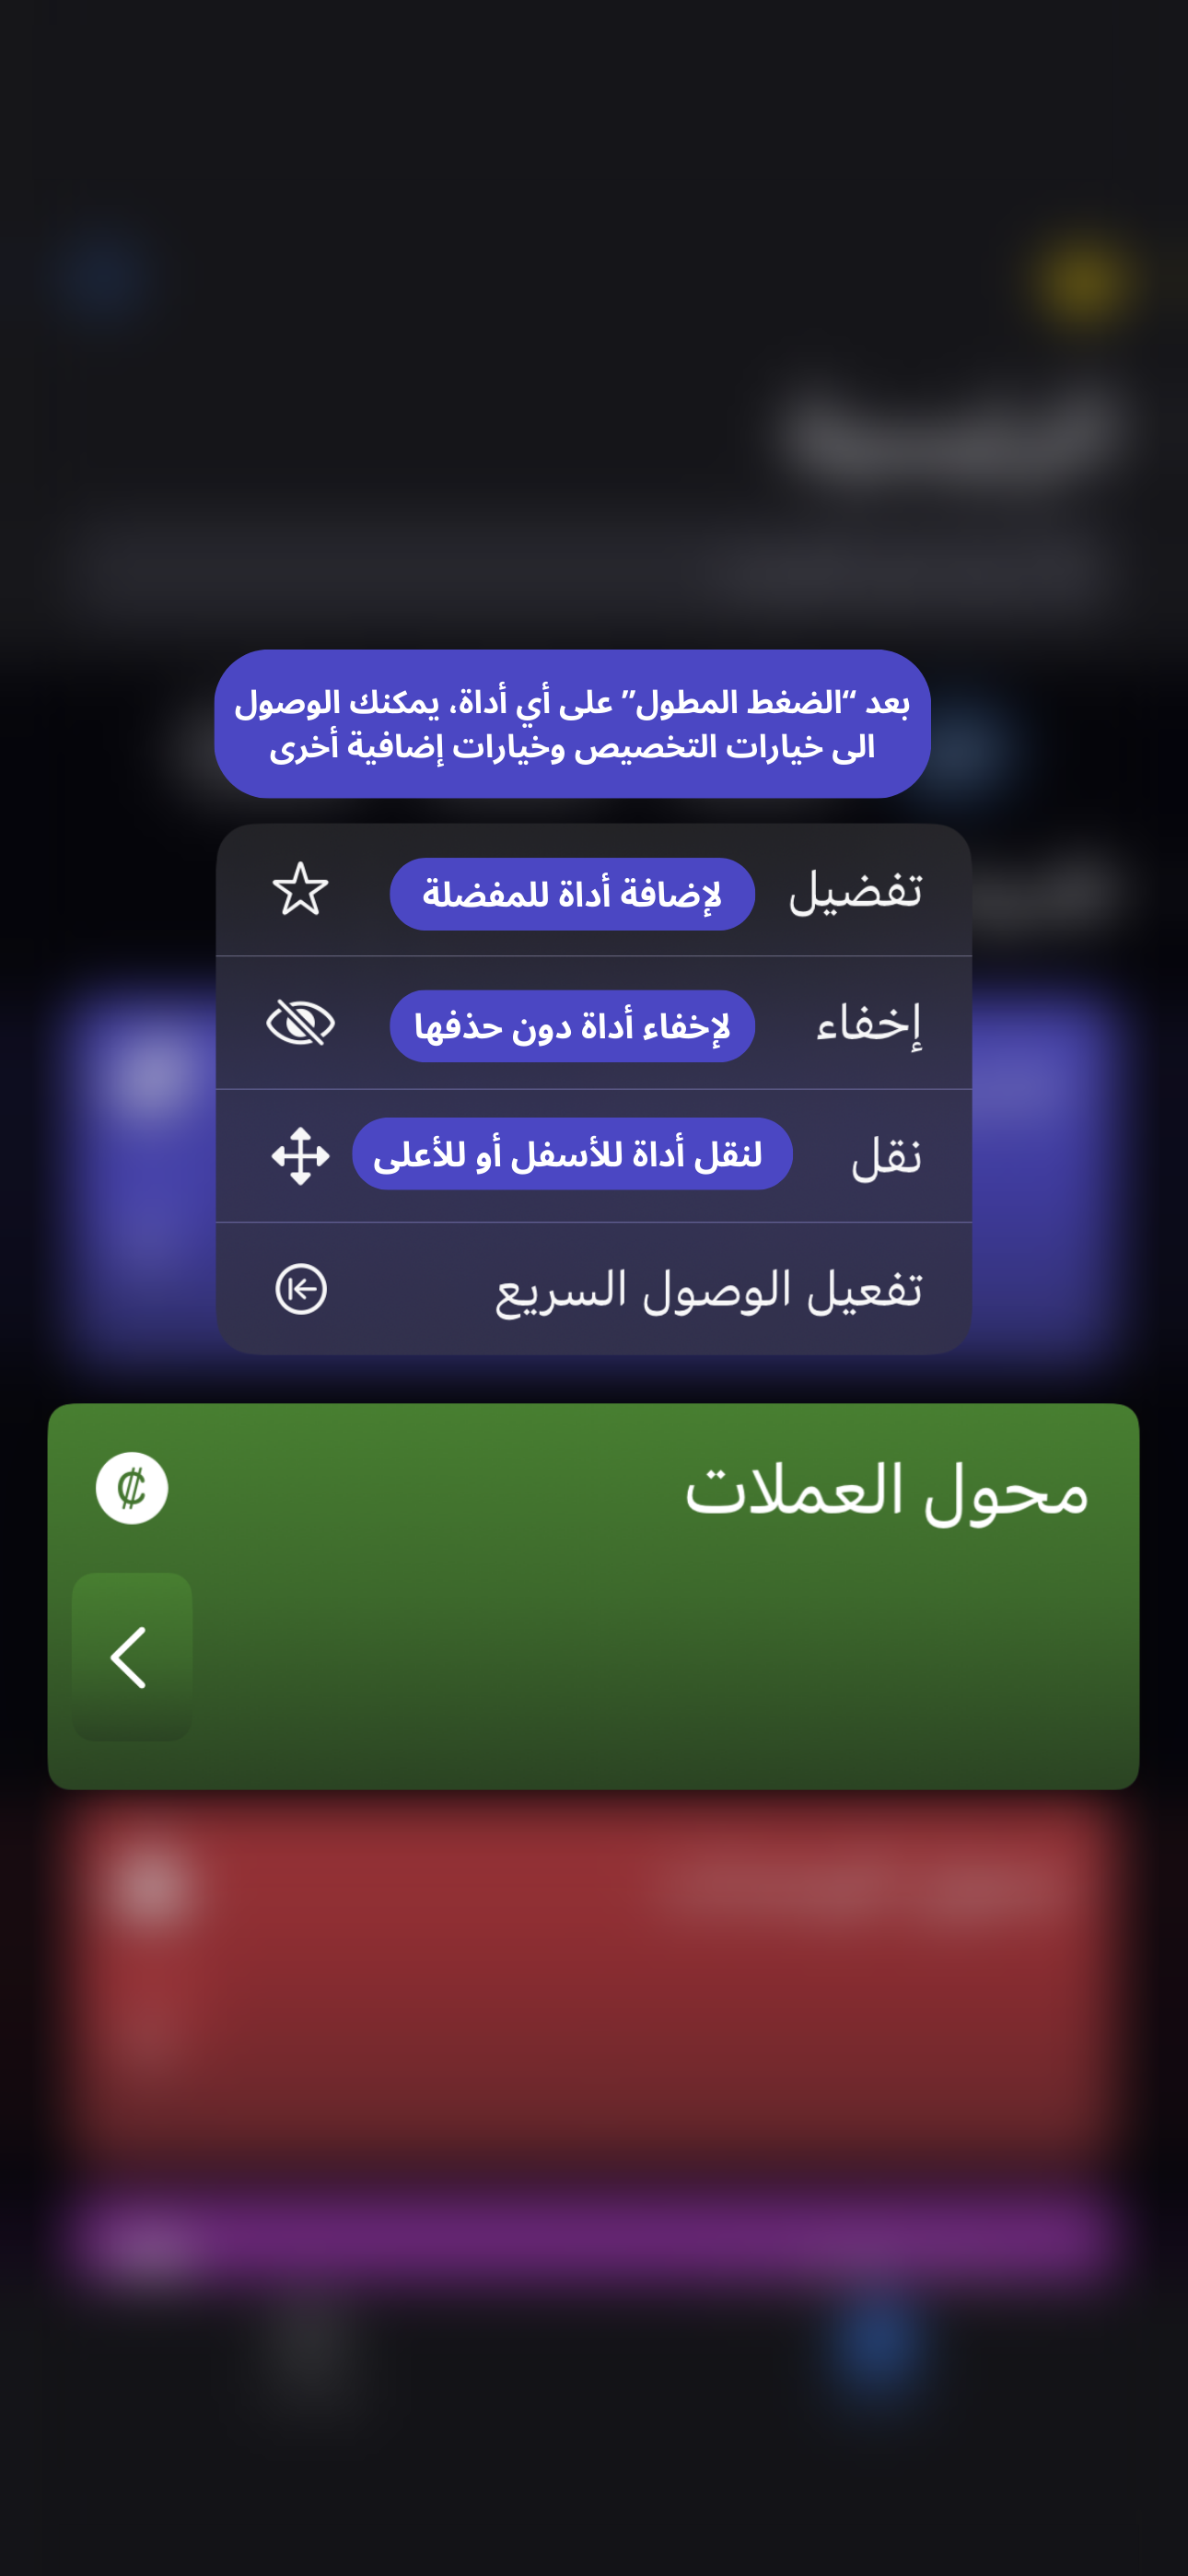 بعد “الضغط المطول” على أي أداة، يمكنك الوصول
الى خيارات التخصيص وخيارات إضافية أخرى
تفضيل لإضافة أداة للمفضلة
إخفاء لإخفاء أداة دون حذفها
نقل لنقل أداة للأسفل أو للأعلى
تفعيل الوصول السريع
محول العملات